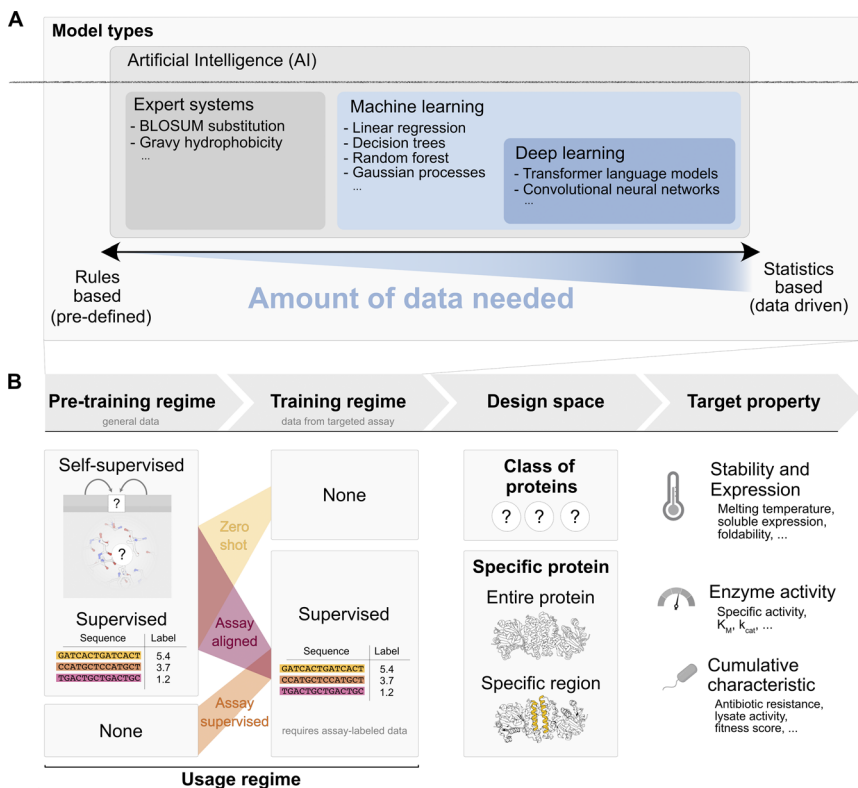 A
Model types
Artificial Intelligence (AI)
Expert systems
- BLOSUM substitution
- Gravy hydrophobicity
...
Machine learning
- Linear regression
- Decision trees
- Random forest
- Gaussian processes
...
Deep learning
- Transformer language models
- Convolutional neural networks
...
Rules
based
(pre-defined)
Amount of data needed
Statistics
based
(data driven)
B
Pre-training regime
general data
Training regime
data from targeted assay
Design space
Target property
Self-supervised
?
?
Supervised
Sequence Label
GATCACTGATCACT 5.4
CCATGCTCCATGCT 3.7
TGACTGCTGACTGC 1.2
None
Zero
shot
Assay
aligned
Assay
supervised
None
Supervised
Sequence Label
GATCACTGATCACT 5.4
CCATGCTCCATGCT 3.7
TGACTGCTGACTGC 1.2
requires assay-labeled data
Usage regime
Class of
proteins
? ? ?
Specific protein
Entire protein
Specific region
Stability and
Expression
Melting temperature,
soluble expression,
foldability, ...
Enzyme activity
Specific activity,
K_M, k_cat, ...
Cumulative
characteristic
Antibiotic resistance,
lysate activity,
fitness score, ...